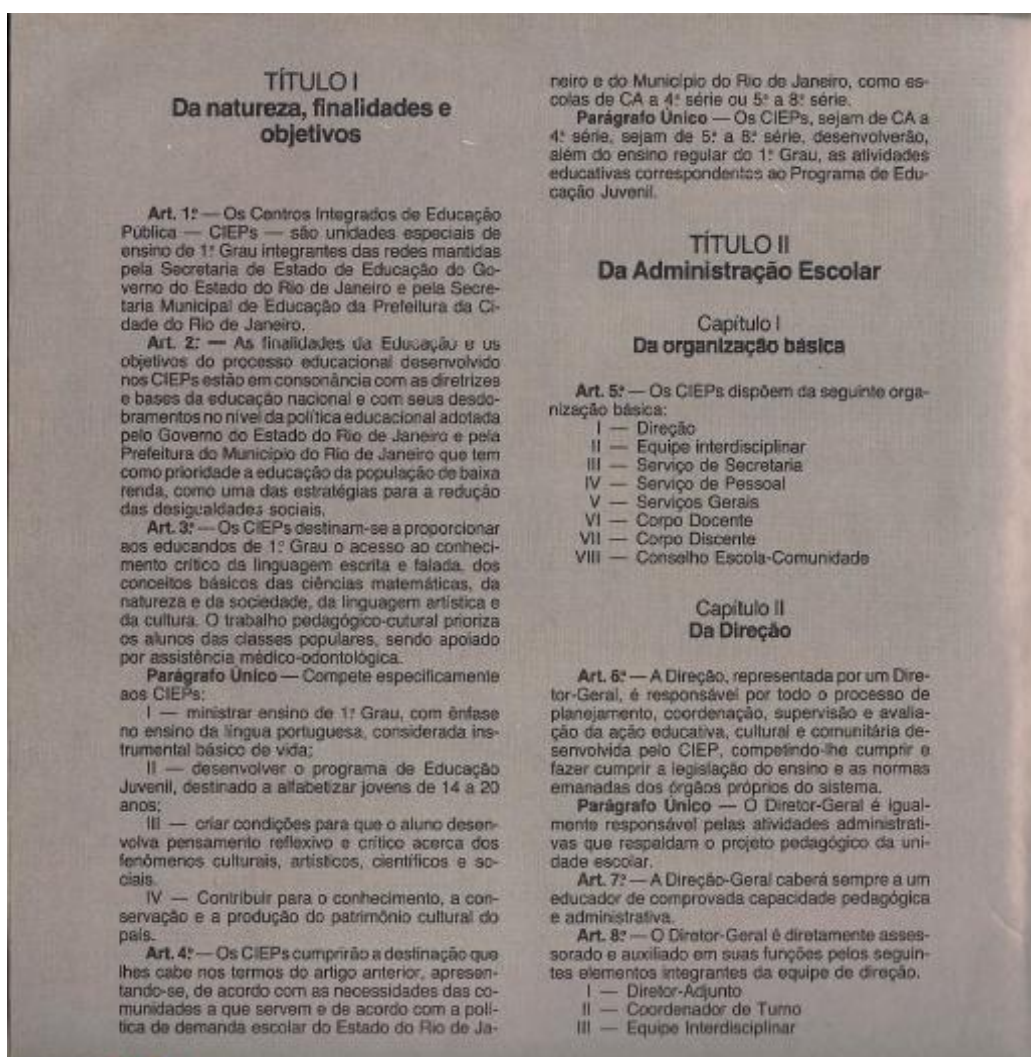 TÍTULO I
Da natureza, finalidades e
objetivos
Art. 1º — Os Centros Integrados de Educação
Pública — CIEPs — são unidades especiais de
ensino de 1º Grau integrantes das redes mantidas
pela Secretaria de Estado de Educação do Go-
verno do Estado do Rio de Janeiro e pela Secre-
taria Municipal de Educação da Prefeitura da Ci-
dade do Rio de Janeiro.
Art. 2º — As finalidades da Educação e os
objetivos do processo educacional desenvolvido
nos CIEPs estão em consonância com as diretrizes
e bases da educação nacional e com seus desdo-
bramentos no nível da política educacional adotada
pelo Governo do Estado do Rio de Janeiro e pela
Prefeitura do Município do Rio de Janeiro que tem
como prioridade a educação da população de baixa
renda, como uma das estratégias para a redução
das desigualdades sociais.
Art. 3º — Os CIEPs destinam-se a proporcionar
aos educandos de 1º Grau o acesso ao conheci-
mento crítico da linguagem escrita e falada, dos
conceitos básicos das ciências matemáticas, da
natureza e da sociedade, da linguagem artística e
da cultura. O trabalho pedagógico-cutural prioriza
os alunos das classes populares, sendo apoiado
por assistência médico-odontológica.
Parágrafo Único — Compete especificamente
aos CIEPs:
I — ministrar ensino de 1º Grau, com ênfase
no ensino da língua portuguesa, considerada ins-
trumental básico de vida;
II — desenvolver o programa de Educação
Juvenil, destinado a alfabetizar jovens de 14 a 20
anos;
III — criar condições para que o aluno desen-
volva pensamento reflexivo e crítico acerca dos
fenômenos culturais, artísticos, científicos e so-
ciais.
IV — Contribuir para o conhecimento, a con-
servação e a produção do patrimônio cultural do
país.
Art. 4º — Os CIEPs cumprirão a destinação que
lhes cabe nos termos do artigo anterior, apresen-
tando-se, de acordo com as necessidades das co-
munidades a que servem e de acordo com a polí-
tica de demanda escolar do Estado do Rio de Ja-
neiro e do Município do Rio de Janeiro, como es-
colas de CA a 4ª série ou 5ª a 8ª série.
Parágrafo Único — Os CIEPs, sejam de CA a
4ª série, sejam de 5ª a 8ª série, desenvolverão,
além do ensino regular do 1º Grau, as atividades
educativas correspondentes ao Programa de Edu-
cação Juvenil.
TÍTULO II
Da Administração Escolar
Capítulo I
Da organização básica
Art. 5º — Os CIEPs dispõem da seguinte orga-
nização básica:
I — Direção
II — Equipe interdisciplinar
III — Serviço de Secretaria
IV — Serviço de Pessoal
V — Serviços Gerais
VI — Corpo Docente
VII — Corpo Discente
VIII — Conselho Escola-Comunidade
Capítulo II
Da Direção
Art. 6º — A Direção, representada por um Dire-
tor-Geral, é responsável por todo o processo de
planejamento, coordenação, supervisão e avalia-
ção da ação educativa, cultural e comunitária de-
senvolvida pelo CIEP, competindo-lhe cumprir e
fazer cumprir a legislação do ensino e as normas
emanadas dos órgãos próprios do sistema.
Parágrafo Único — O Diretor-Geral é igual-
mente responsável pelas atividades administrati-
vas que respaldam o projeto pedagógico da uni-
dade escolar.
Art. 7º — A Direção-Geral caberá sempre a um
educador de comprovada capacidade pedagógica
e administrativa.
Art. 8º — O Diretor-Geral é diretamente asses-
sorado e auxiliado em suas funções pelos seguin-
tes elementos integrantes da equipe de direção.
I — Diretor-Adjunto
II — Coordenador de Turno
III — Equipe Interdisciplinar